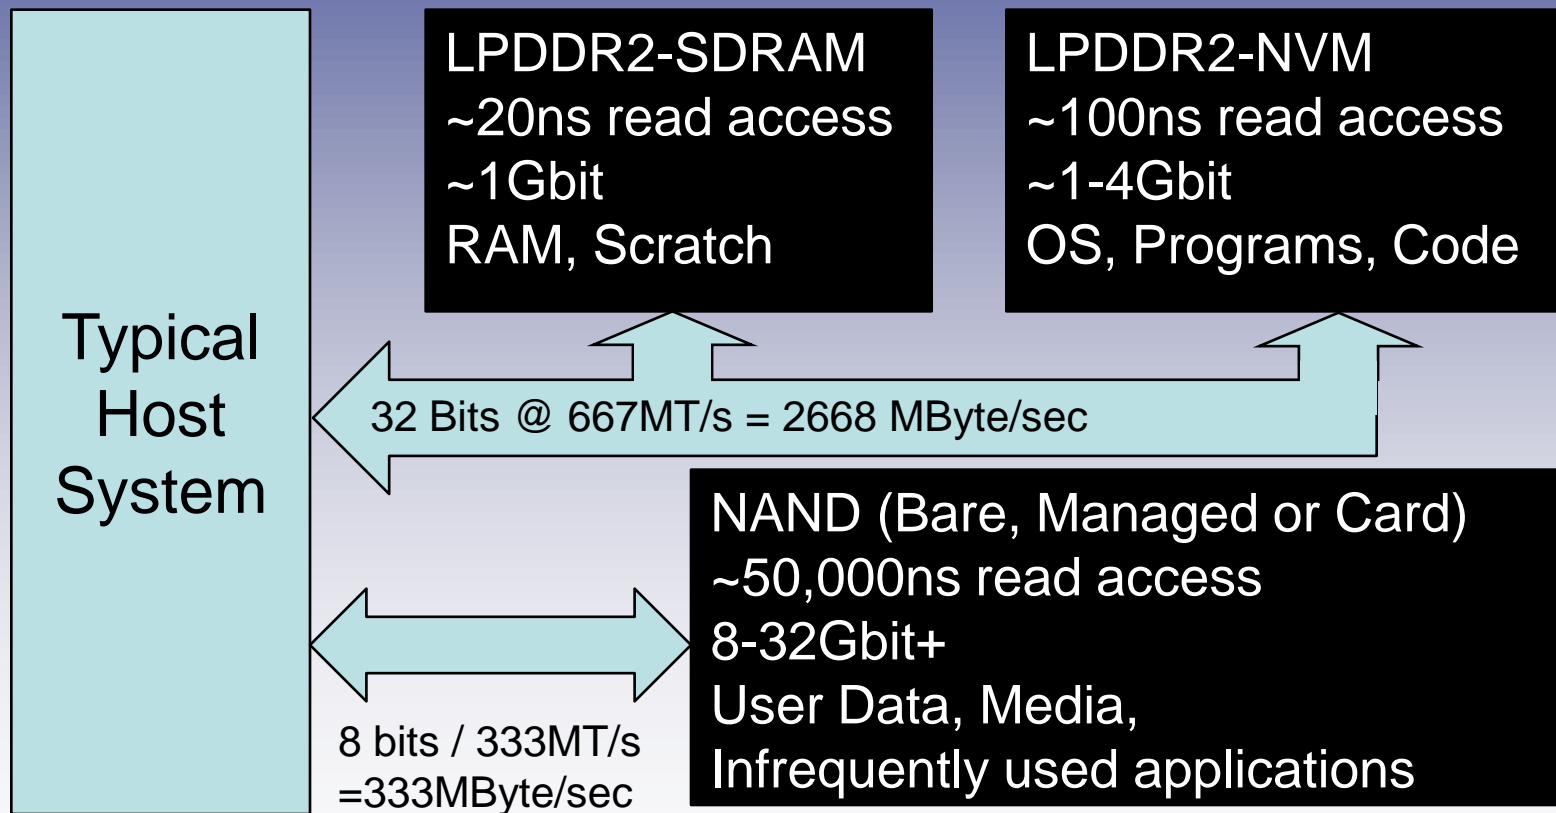 Typical
Host
System
LPDDR2-SDRAM
~20ns read access
~1Gbit
RAM, Scratch
LPDDR2-NVM
~100ns read access
~1-4Gbit
OS, Programs, Code
32 Bits @ 667MT/s = 2668 MByte/sec
8 bits / 333MT/s
=333MByte/sec
NAND (Bare, Managed or Card)
~50,000ns read access
8-32Gbit+
User Data, Media,
Infrequently used applications